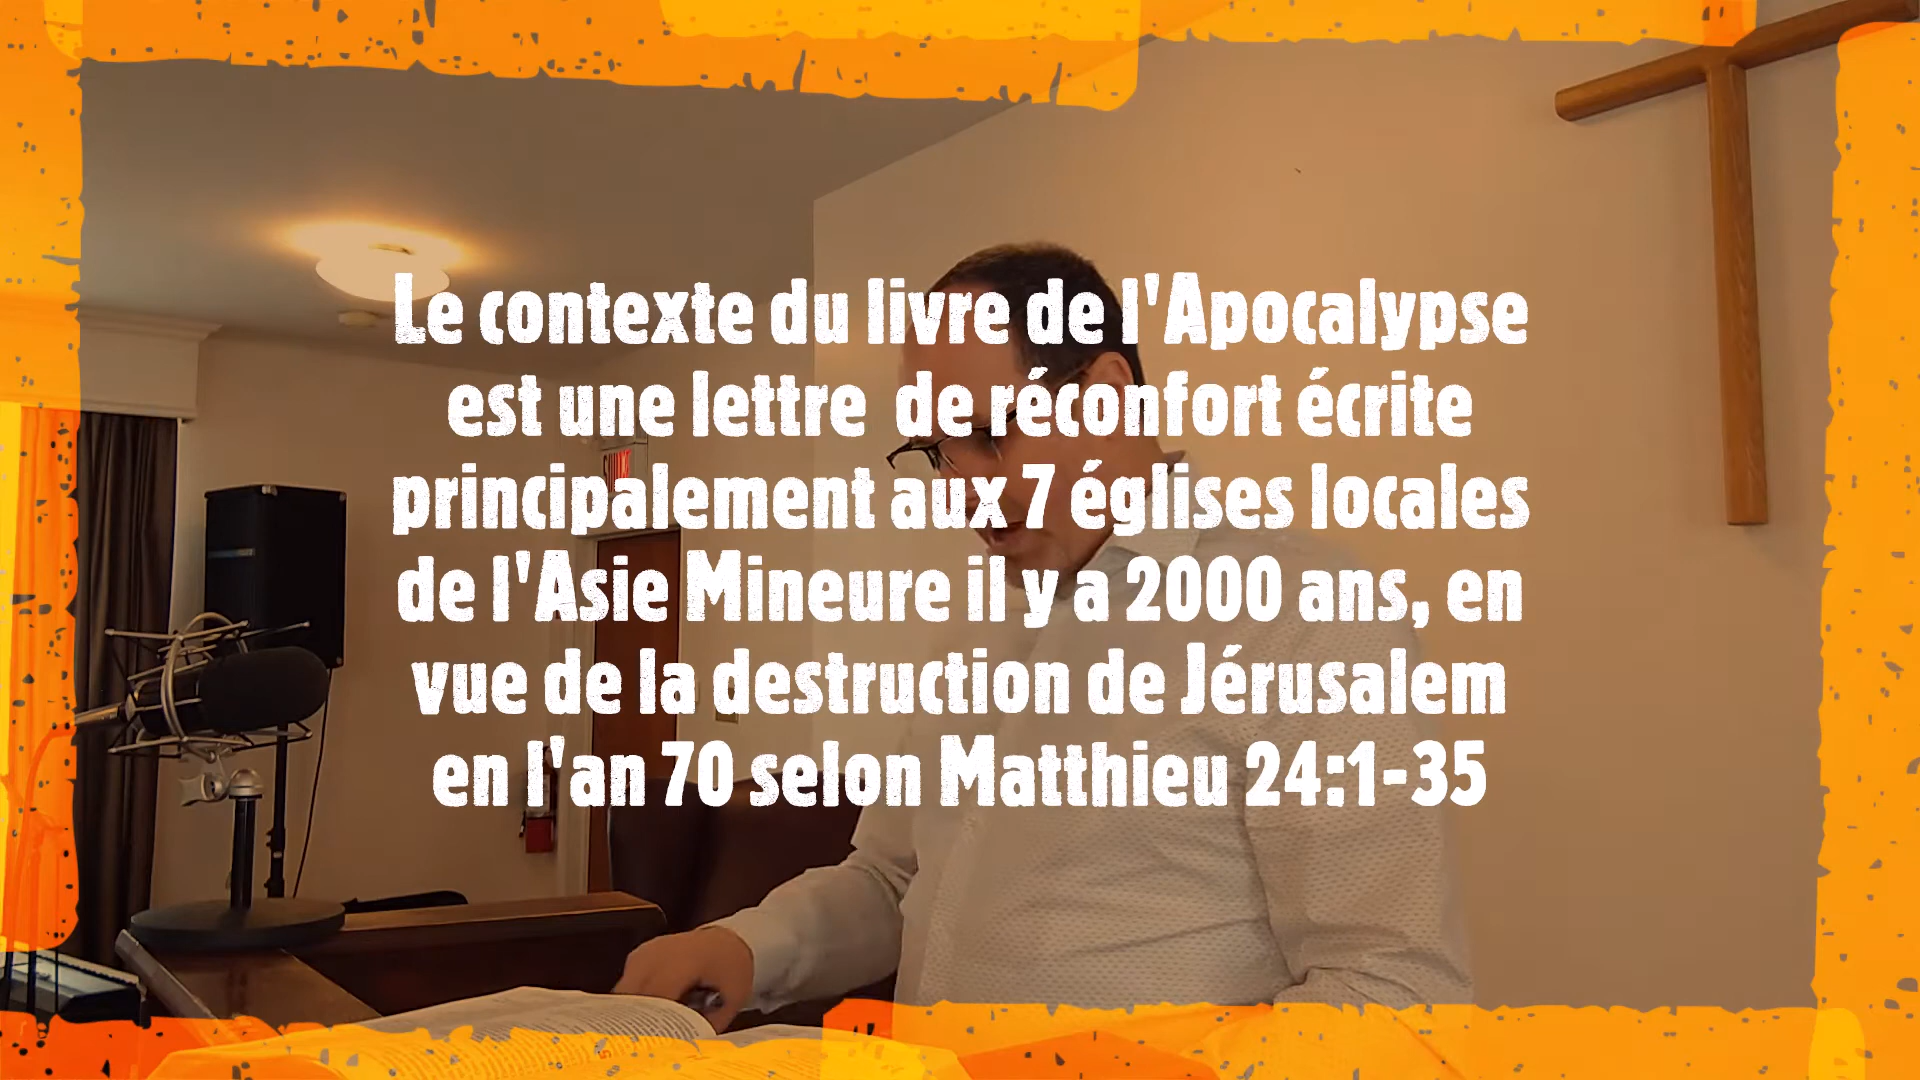 Le contexte du livre de l'Apocalypse
est une lettre de réconfort écrite
principalement aux 7 églises locales
de l'Asie Mineure il y a 2000 ans, en
vue de la destruction de Jérusalem
en l'an 70 selon Matthieu 24:1-35